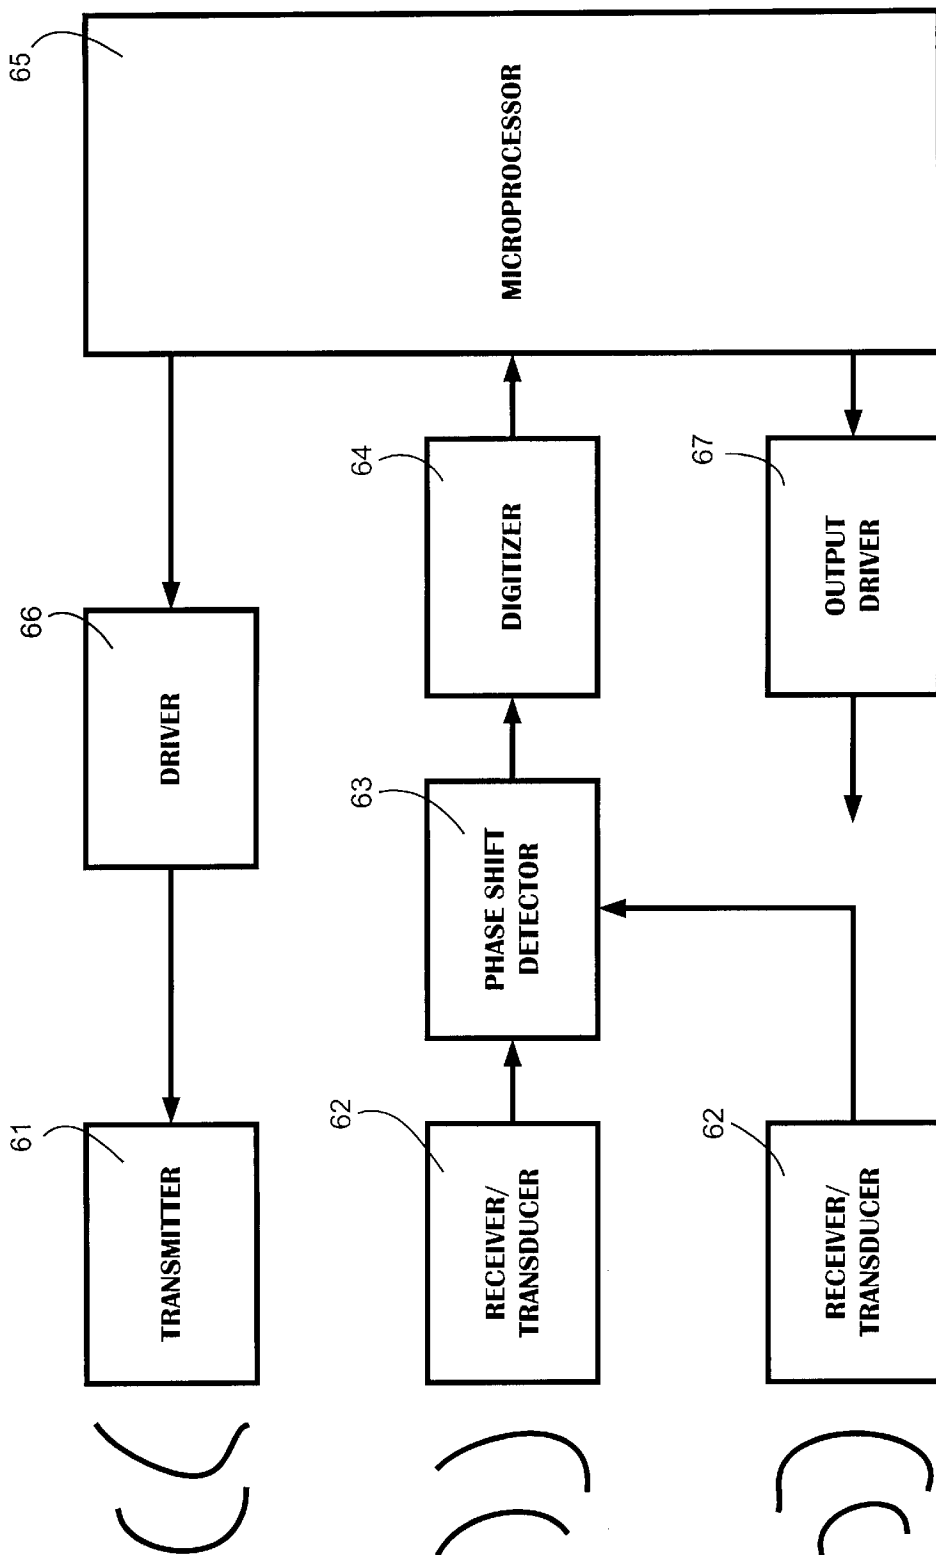 61
TRANSMITTER
66
DRIVER
65
MICROPROCESSOR
62
RECEIVER/
TRANSDUCER
63
PHASE SHIFT
DETECTOR
64
DIGITIZER
62
RECEIVER/
TRANSDUCER
67
OUTPUT
DRIVER